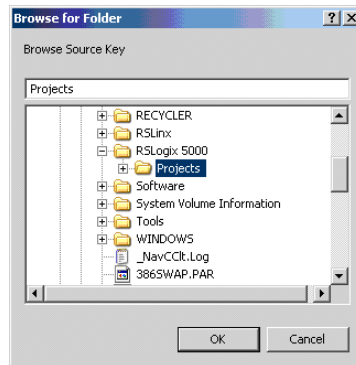 Browse for Folder
Browse Source Key
Projects
RECYCLER
RSLinx
RSLogix 5000
Projects
Software
System Volume Information
Tools
WINDOWS
_NavCClt.Log
386SWAP.PAR
OK Cancel